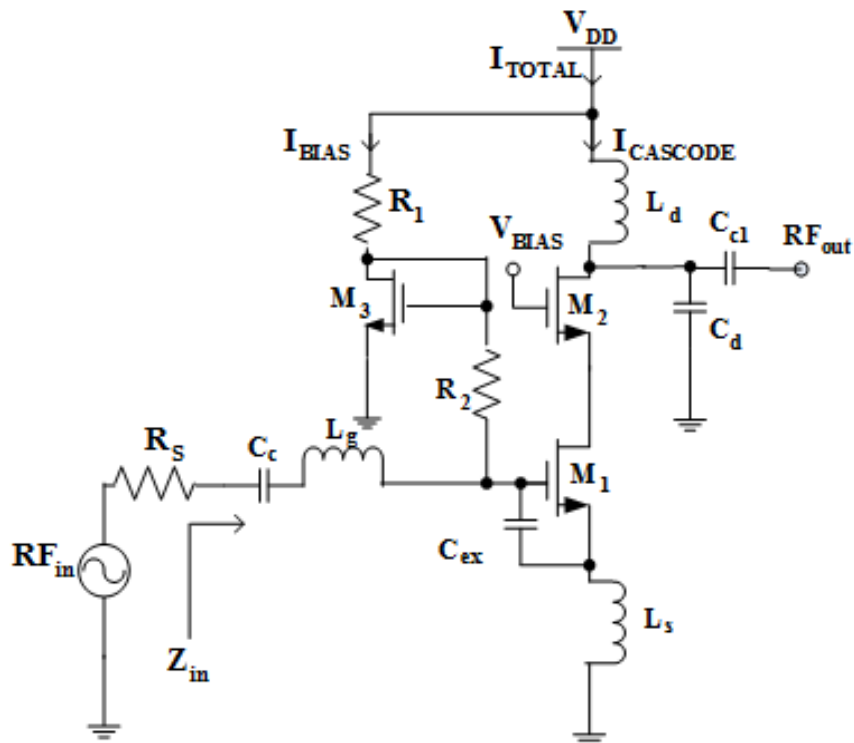 V_DD
I_TOTAL
I_BIAS
I_CASCODE
R_1
L_d
V_BIAS
C_c1
RF_out
M_3
M_2
C_d
R_2
R_S
C_c
L_g
M_1
C_ex
RF_in
L_s
Z_in